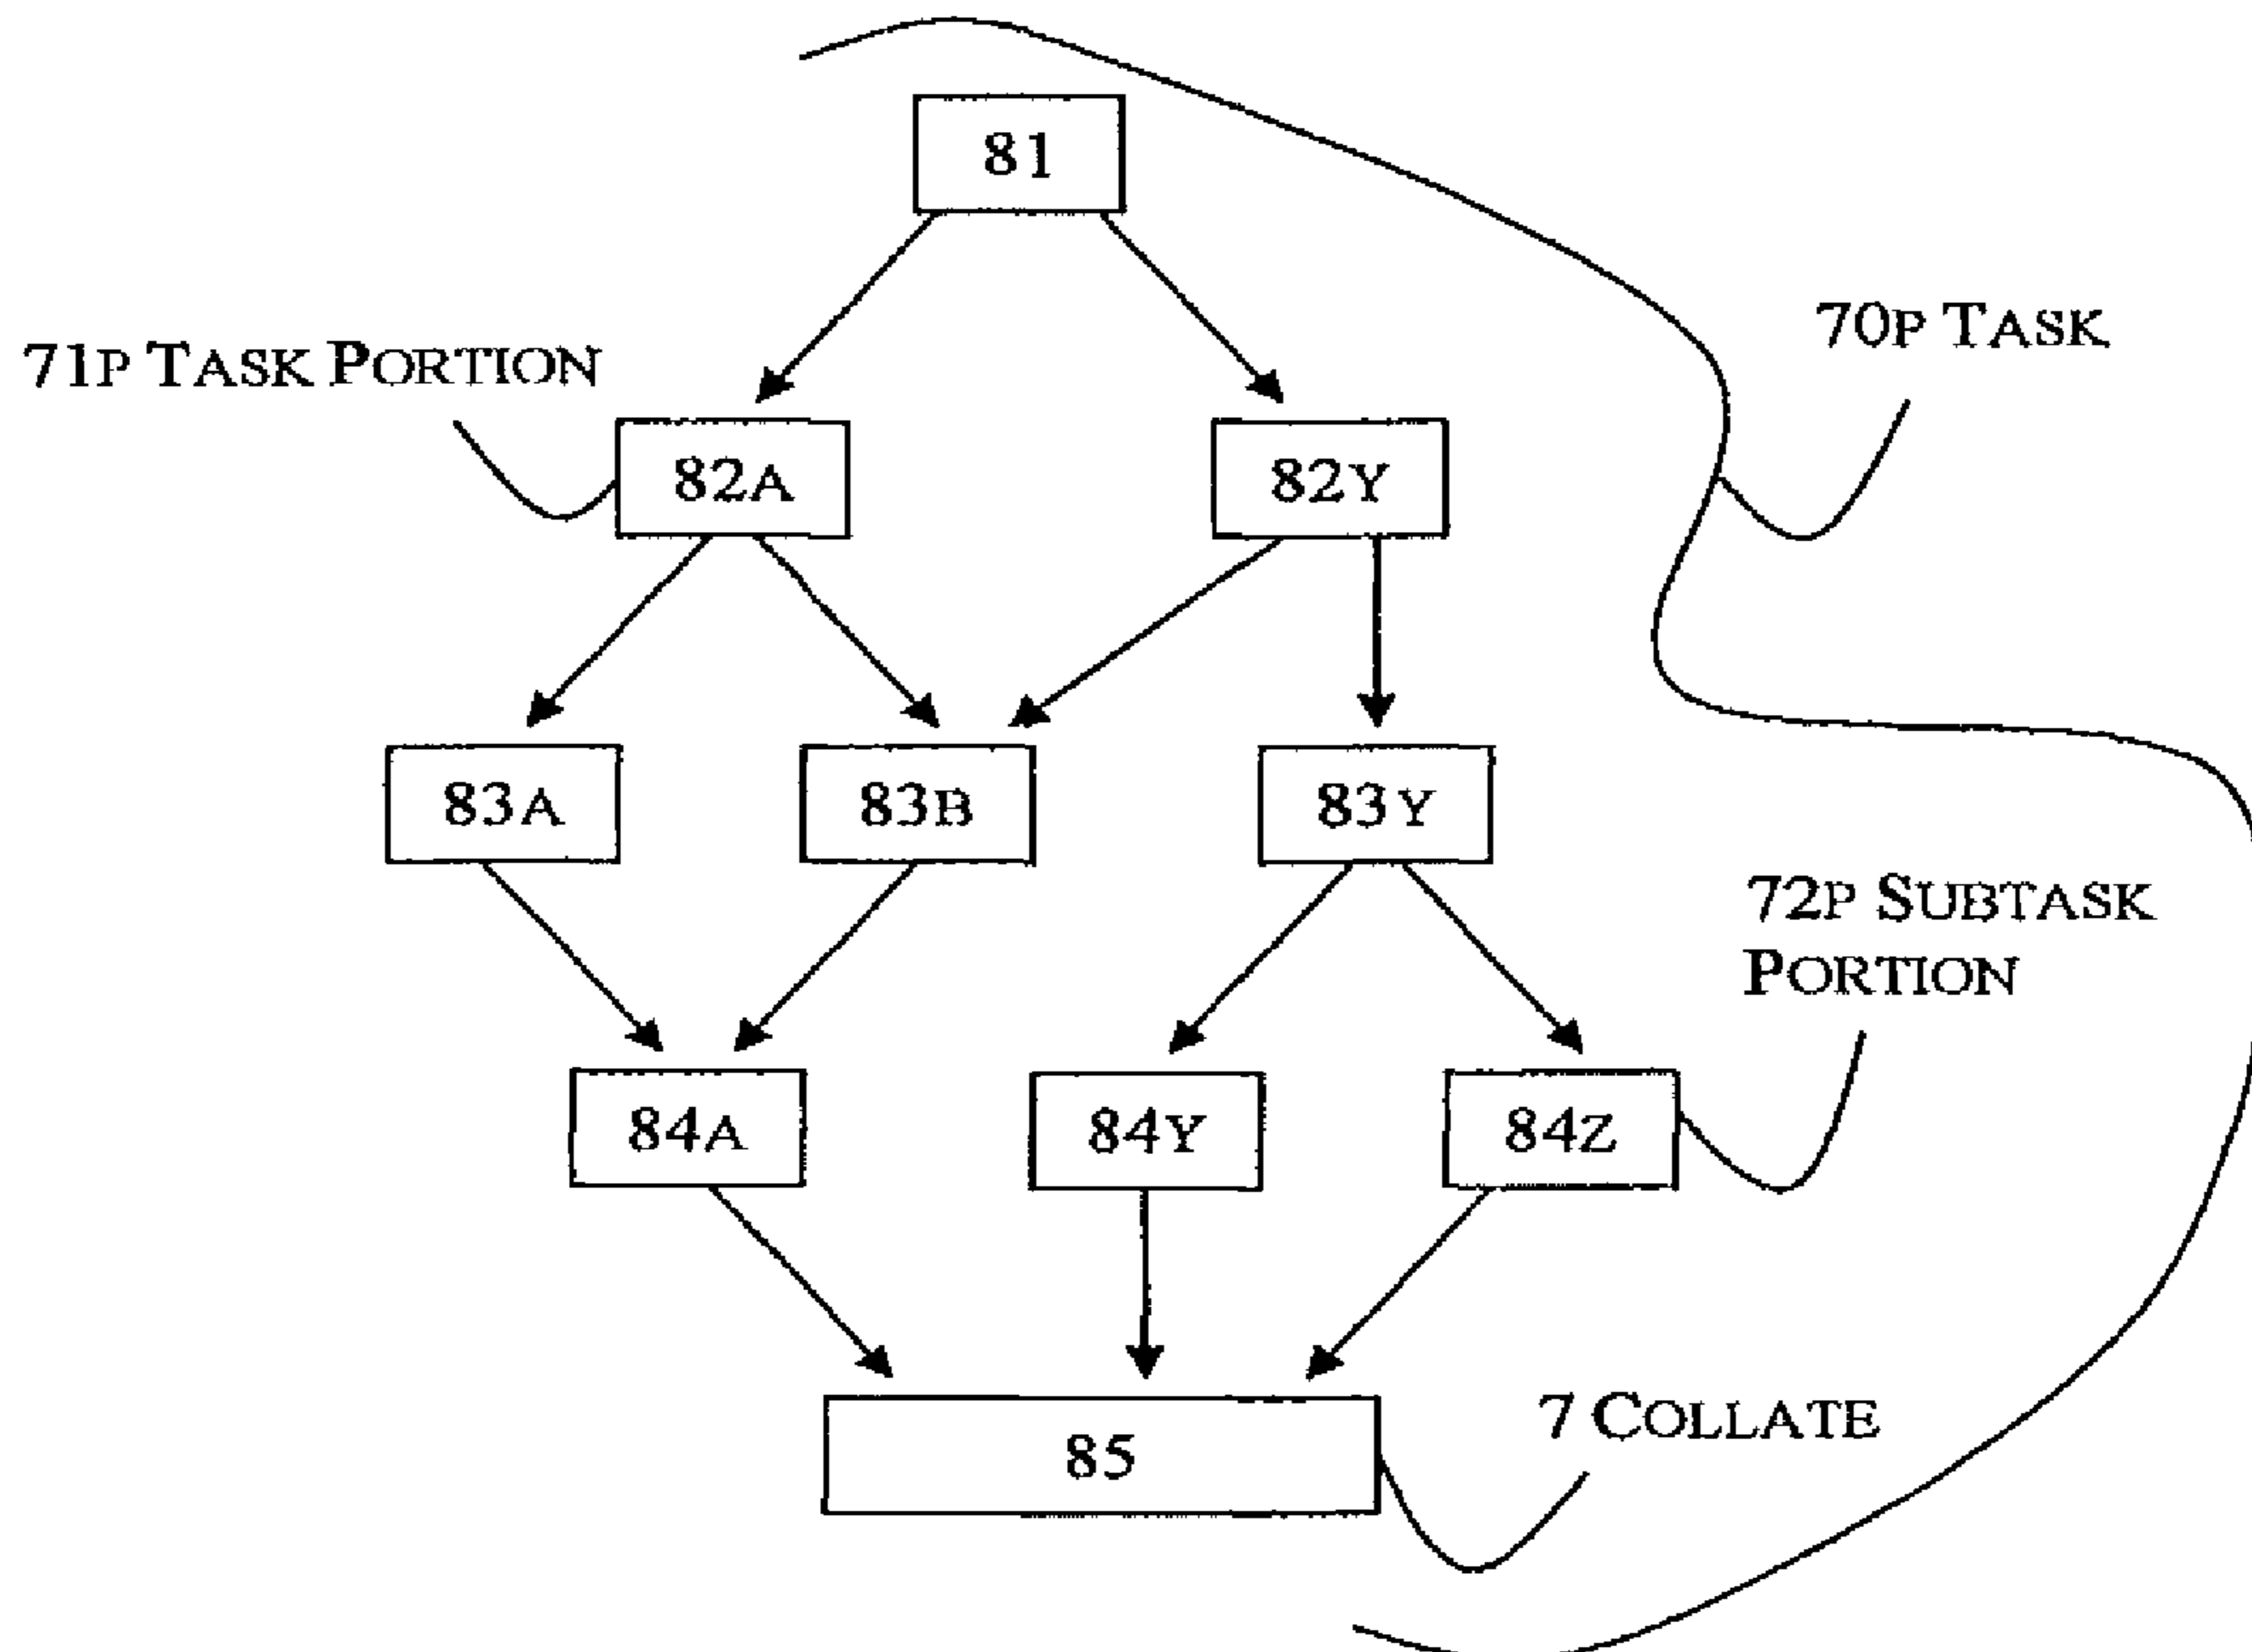 81
70P TASK
71P TASK PORTION
82A
82Y
83A
83B
83Y
72P SUBTASK
PORTION
84A
84Y
84Z
7 COLLATE
85